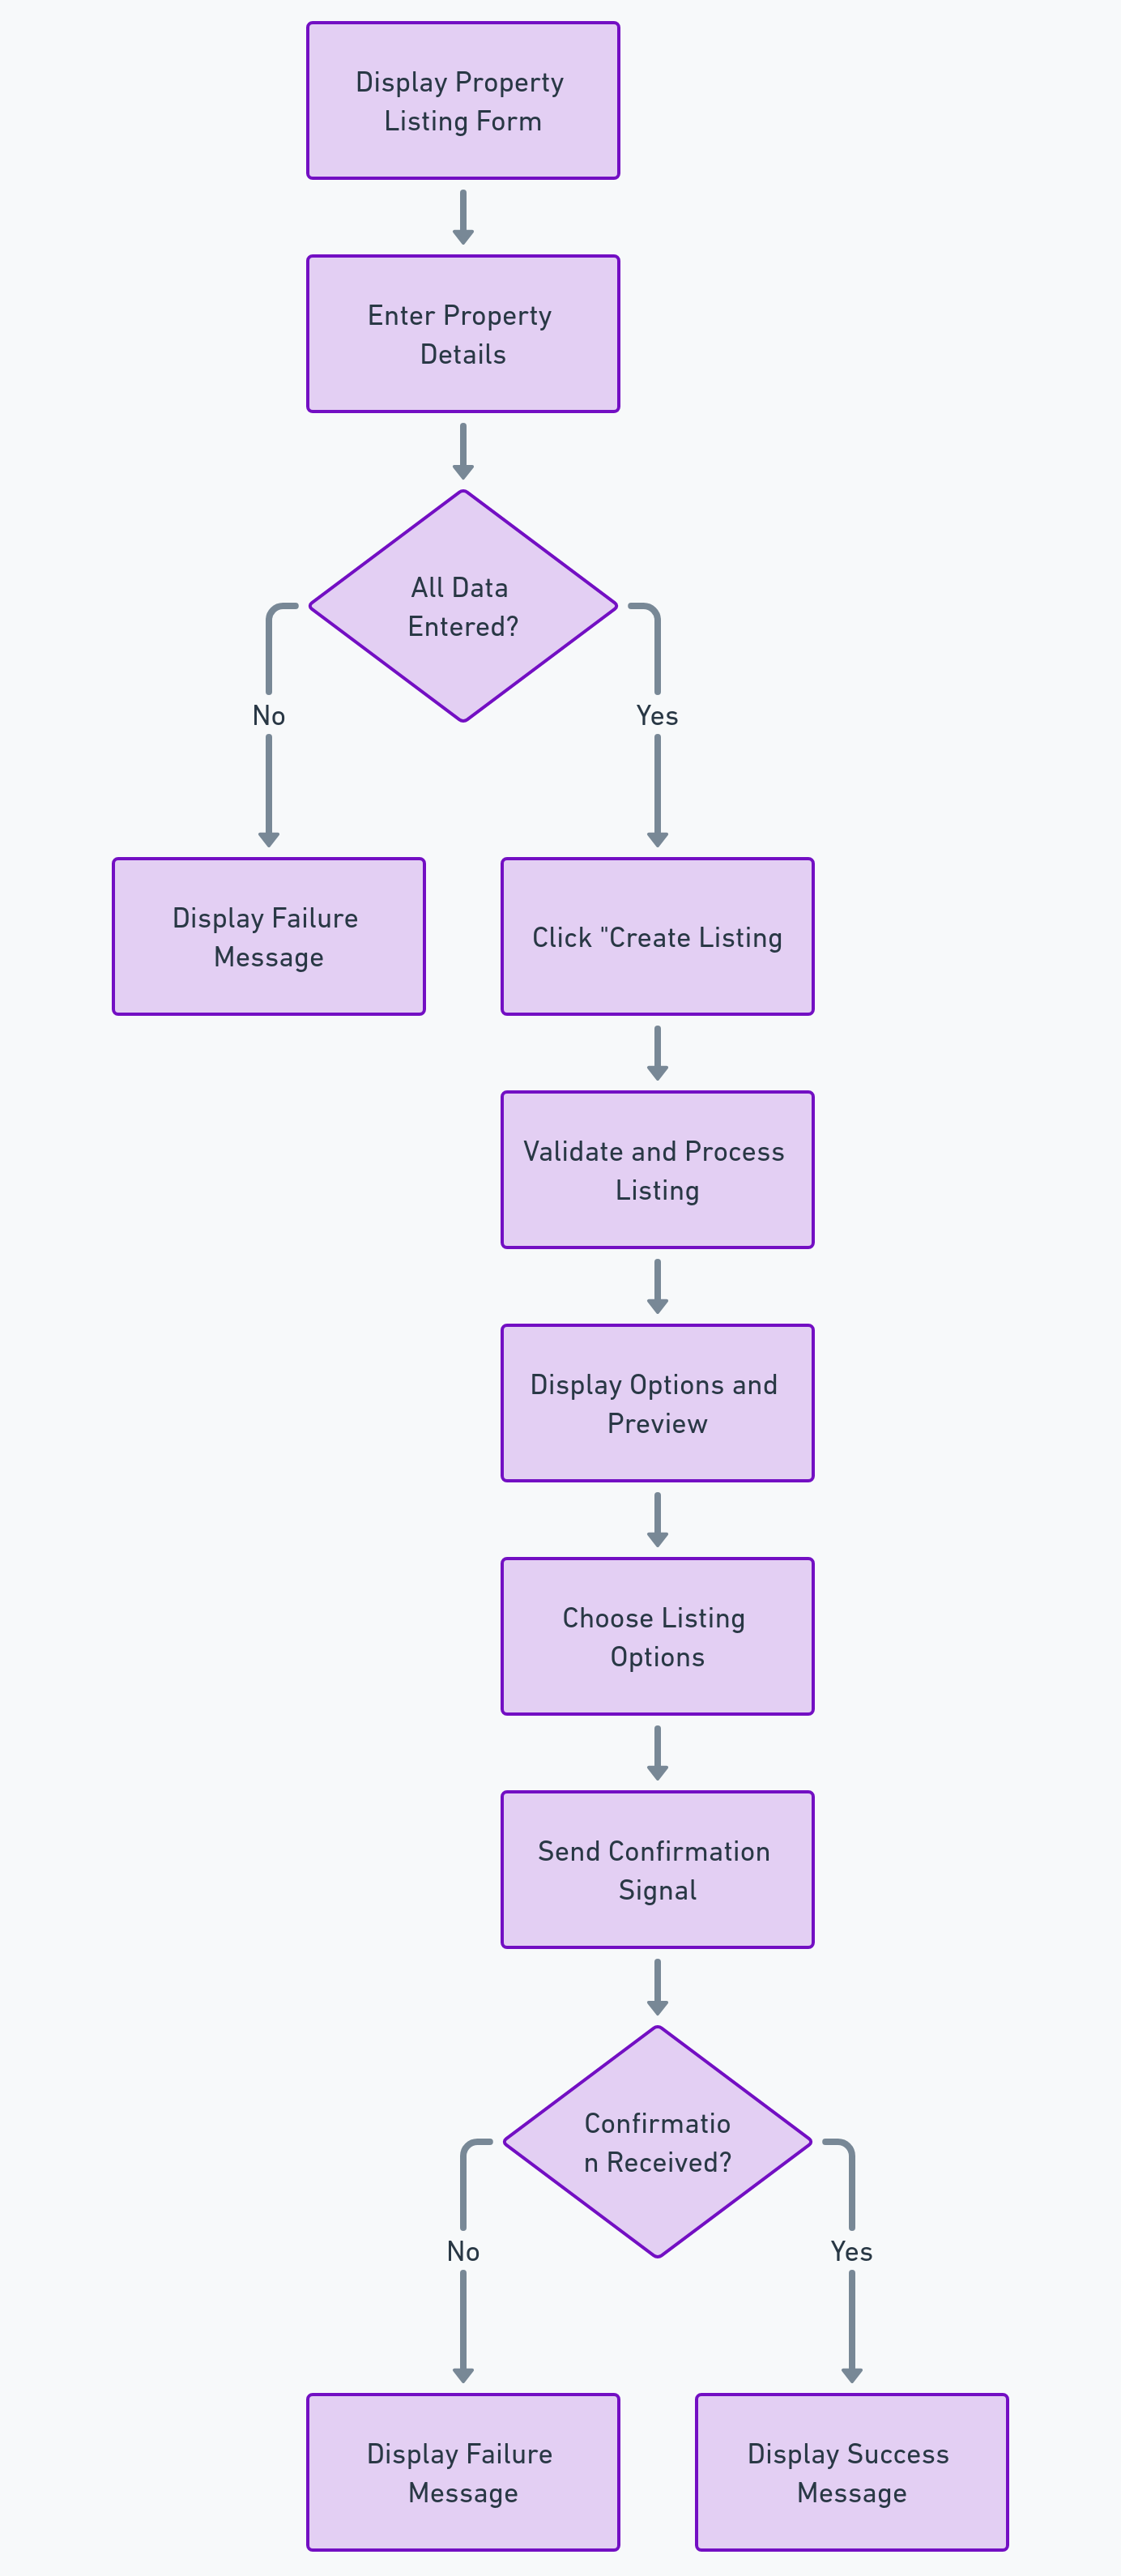 Display Property
Listing Form
Enter Property
Details
All Data
Entered?
No
Yes
Display Failure
Message
Click "Create Listing
Validate and Process
Listing
Display Options and
Preview
Choose Listing
Options
Send Confirmation
Signal
Confirmatio
n Received?
No
Yes
Display Failure
Message
Display Success
Message